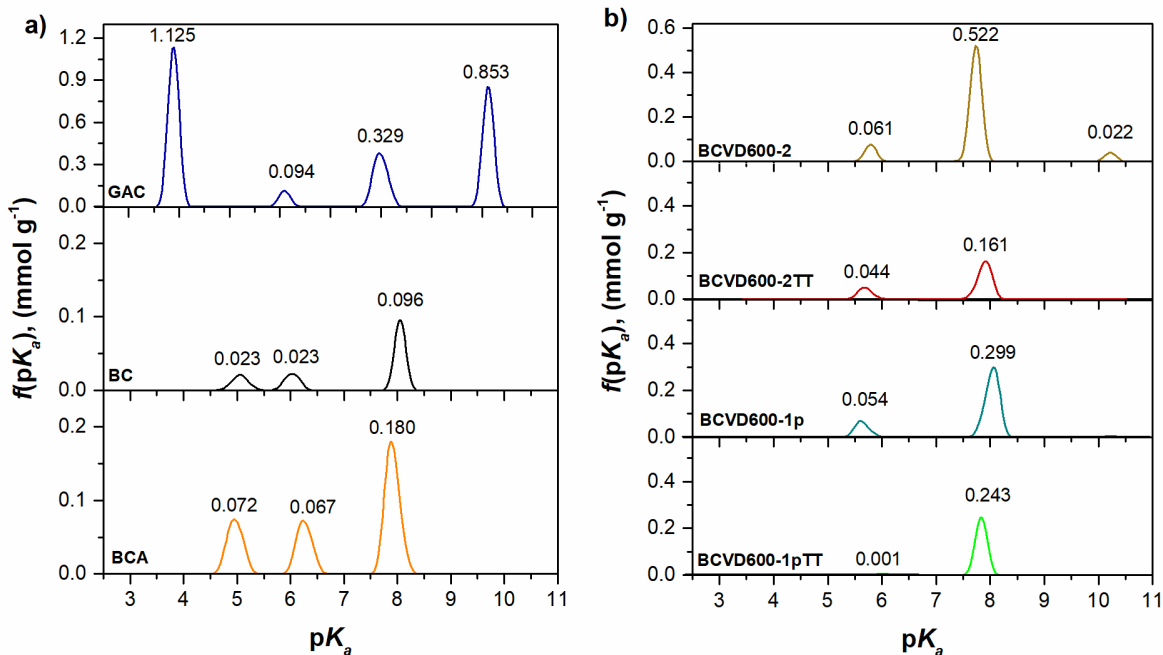 a)
1.125
0.853
0.329
0.094
GAC
1.2
0.9
0.6
0.3
0.0
f(pKa), (mmol g-1)
0.096
0.023
0.023
BC
0.2
0.1
0.0
0.180
0.072
0.067
BCA
0.2
0.1
0.0
3 4 5 6 7 8 9 10 11
pKa
b)
0.522
0.061
0.022
BCVD600-2
0.6
0.4
0.2
0.0
f(pKa), (mmol g-1)
0.161
0.044
BCVD600-2TT
0.4
0.2
0.0
0.299
0.054
BCVD600-1p
0.4
0.2
0.0
0.243
0.001
BCVD600-1pTT
0.4
0.2
0.0
3 4 5 6 7 8 9 10 11
pKa